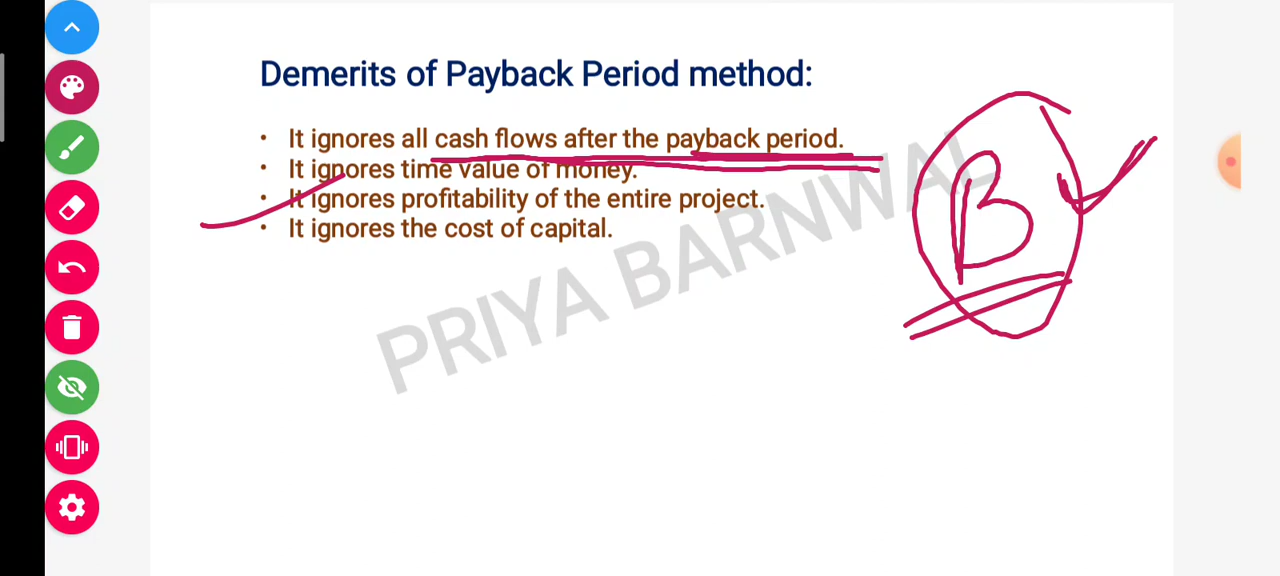 Demerits of Payback Period method:
• It ignores all cash flows after the payback period.
• It ignores time value of money.
• It ignores profitability of the entire project.
• It ignores the cost of capital.
B
PRIYA BARNWAL